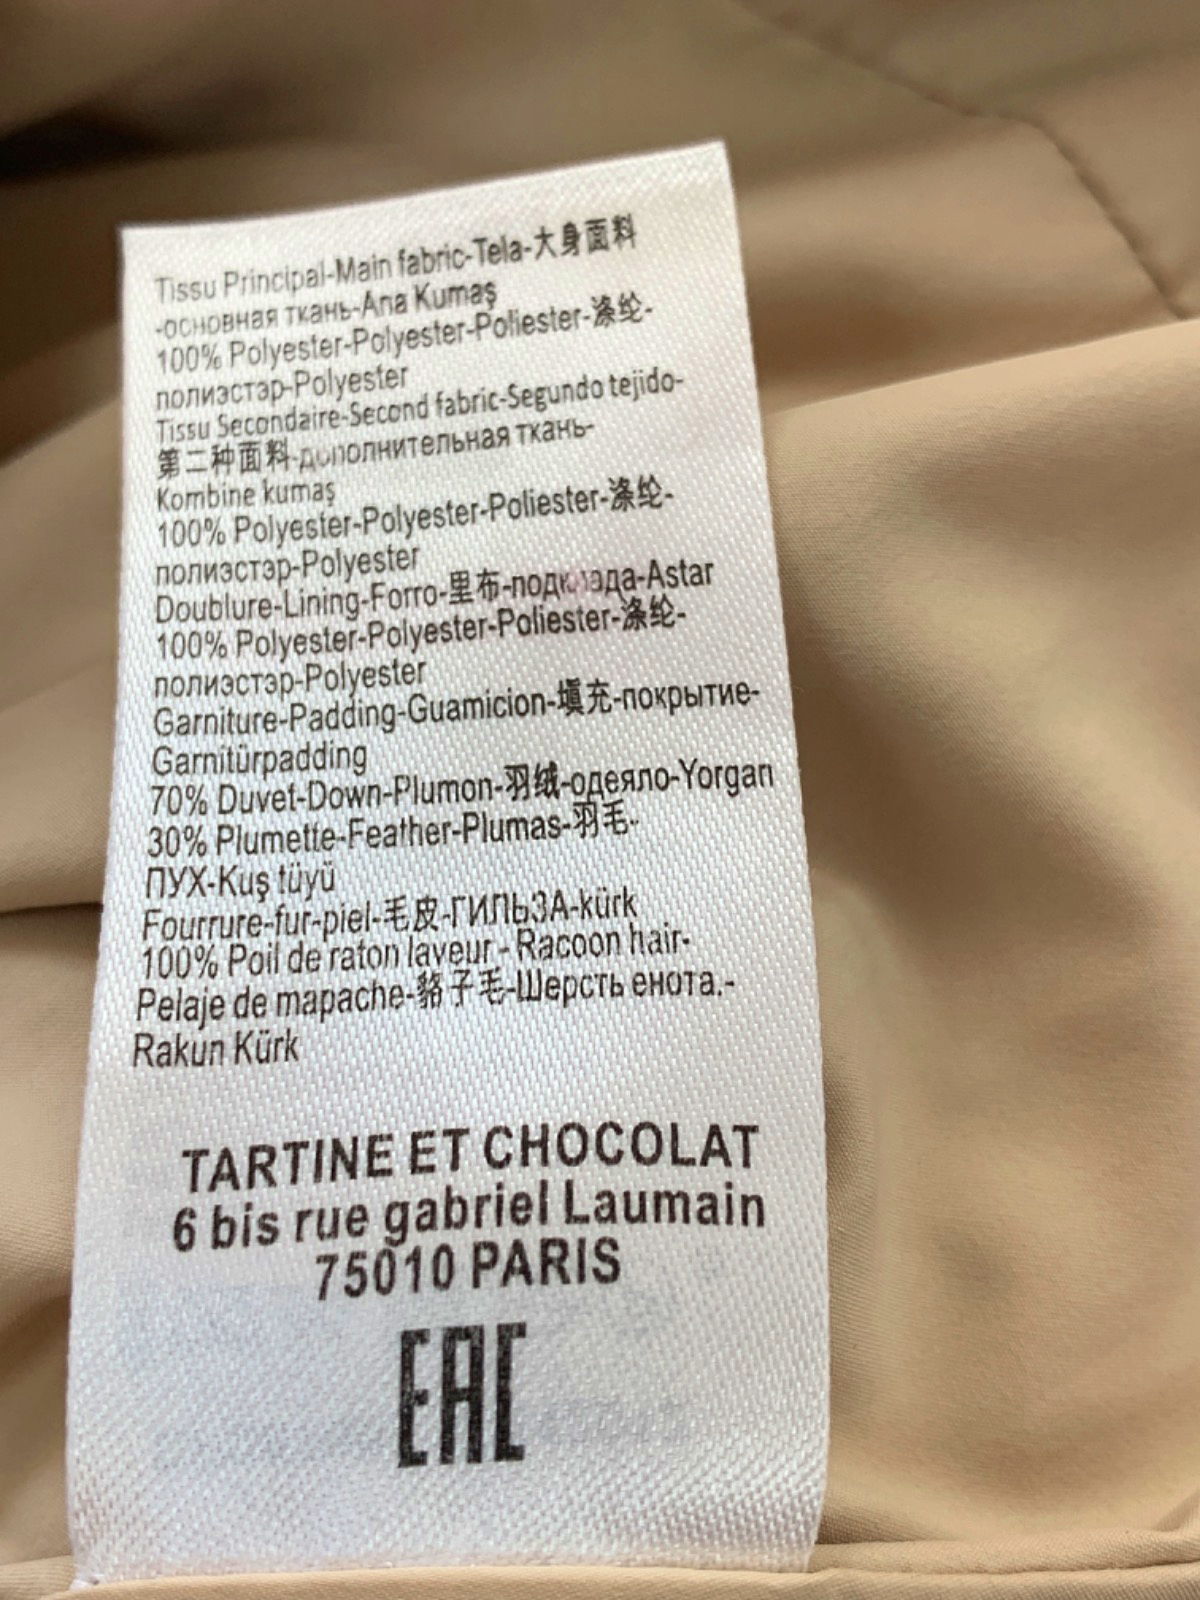 Tissu Principal-Main fabric-Tela-大身面料
-основная ткань-Ana Kumaş
100% Polyester-Polyester-Poliester-涤纶-
полиэстэр-Polyester
Tissu Secondaire-Second fabric-Segundo tejido-
第二种面料-дополнительная ткань-
Kombine kumaş
100% Polyester-Polyester-Poliester-涤纶-
полиэстэр-Polyester
Doublure-Lining-Forro-里布-подклада-Astar
100% Polyester-Polyester-Poliester-涤纶-
полиэстэр-Polyester
Garniture-Padding-Guarnicion-填充-покрытие-
Garnitürpadding
70% Duvet-Down-Plumon-羽绒-одеяло-Yorgan
30% Plumette-Feather-Plumas-羽毛-
ПУХ-Kuş tüyü
Fourrure-fur-piel-毛皮-ГИЛЬЗА-kürk
100% Poil de raton laveur - Racoon hair-
Pelaje de mapache-貉子毛-Шерсть енота.-
Rakun Kürk
TARTINE ET CHOCOLAT
6 bis rue gabriel Laumain
75010 PARIS
EAC